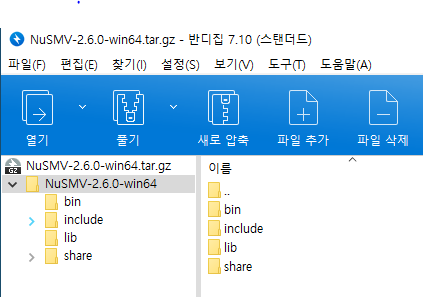 NuSMV-2.6.0-win64.tar.gz - 반디집 7.10 (스탠더드)
파일(F) 편집(E) 찾기(I) 설정(S) 보기(V) 도구(T) 도움말(A)
열기 풀기 새로 압축 파일 추가 파일 삭제
GZ NuSMV-2.6.0-win64.tar.gz
NuSMV-2.6.0-win64
bin
include
lib
share
이름
..
bin
include
lib
share